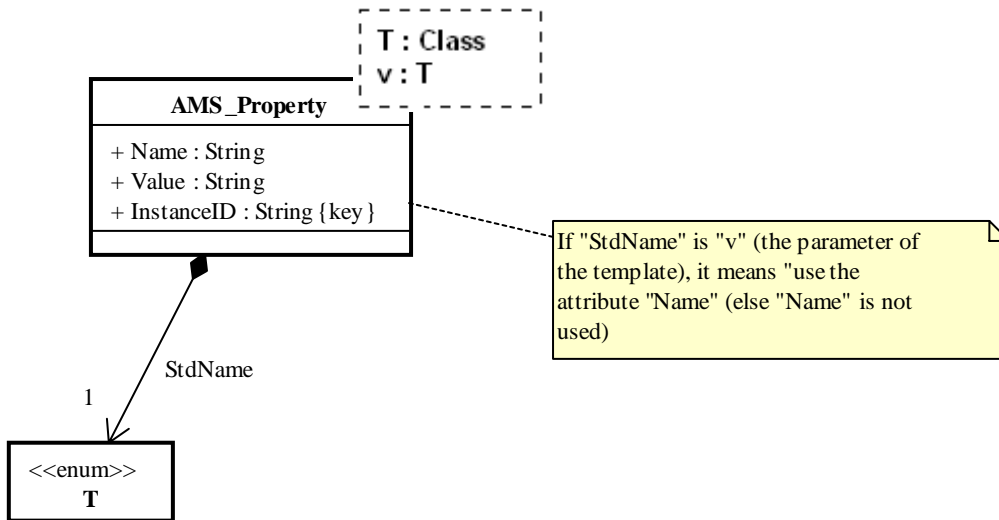 T : Class
v : T
AMS_Property
+ Name : String
+ Value : String
+ InstanceID : String {key}
If "StdName" is "v" (the parameter of
the template), it means "use the
attribute "Name" (else "Name" is not
used)
StdName
1
<<enum>>
T